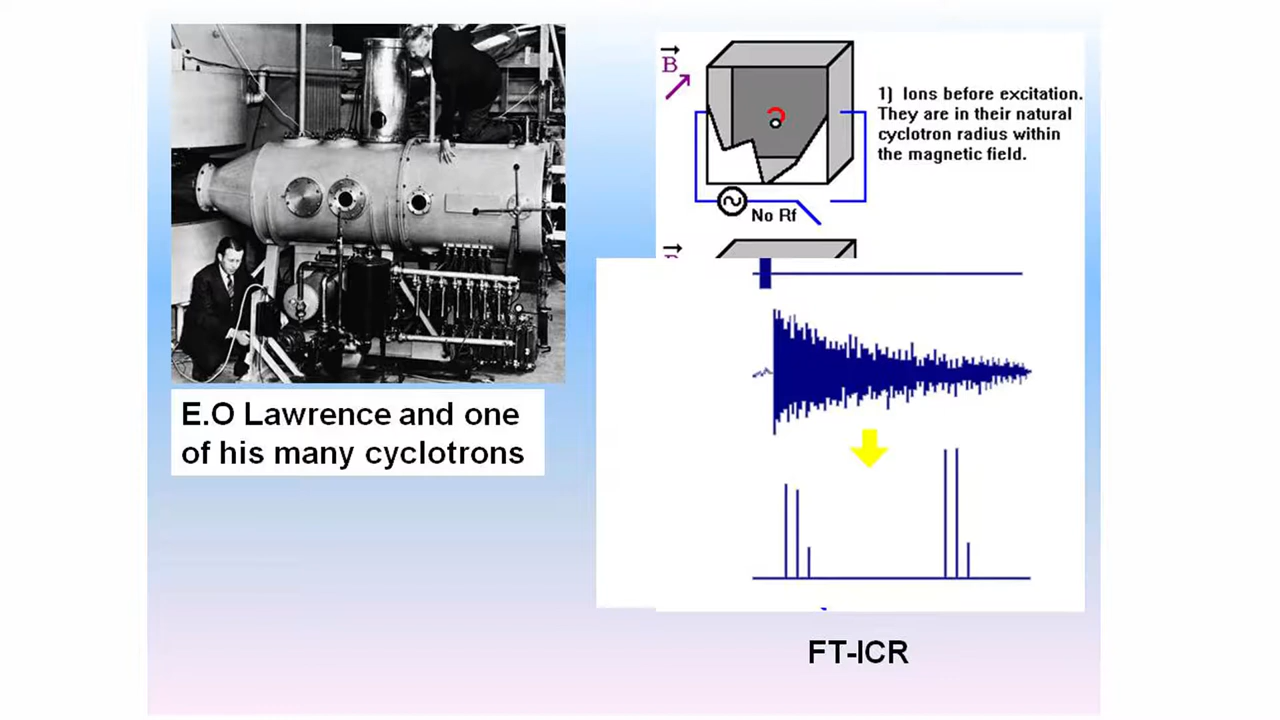 E.O Lawrence and one
of his many cyclotrons
B
1) Ions before excitation.
They are in their natural
cyclotron radius within
the magnetic field.
No Rf
FT-ICR